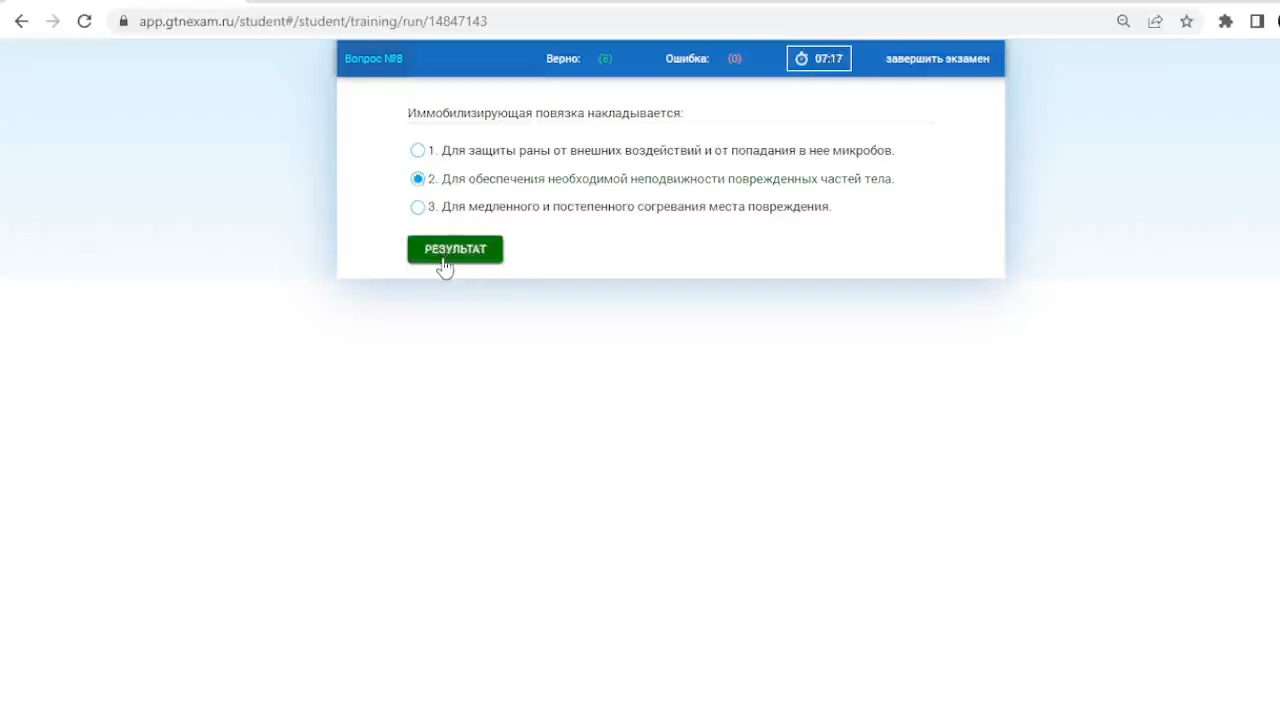 app.gtnexam.ru/student#/student/training/run/14847143
Вопрос №8 Верно: (8) Ошибка: (0) 07:17 завершить экзамен
Иммобилизирующая повязка накладывается:
1. Для защиты раны от внешних воздействий и от попадания в нее микробов.
2. Для обеспечения необходимой неподвижности поврежденных частей тела.
3. Для медленного и постепенного согревания места повреждения.
РЕЗУЛЬТАТ